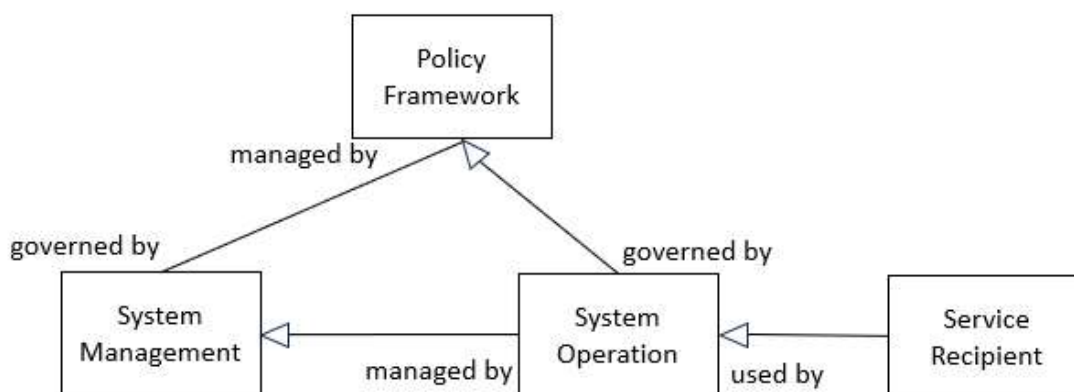 Policy
Framework
managed by
governed by
governed by
System
Management
System
Operation
Service
Recipient
managed by
used by